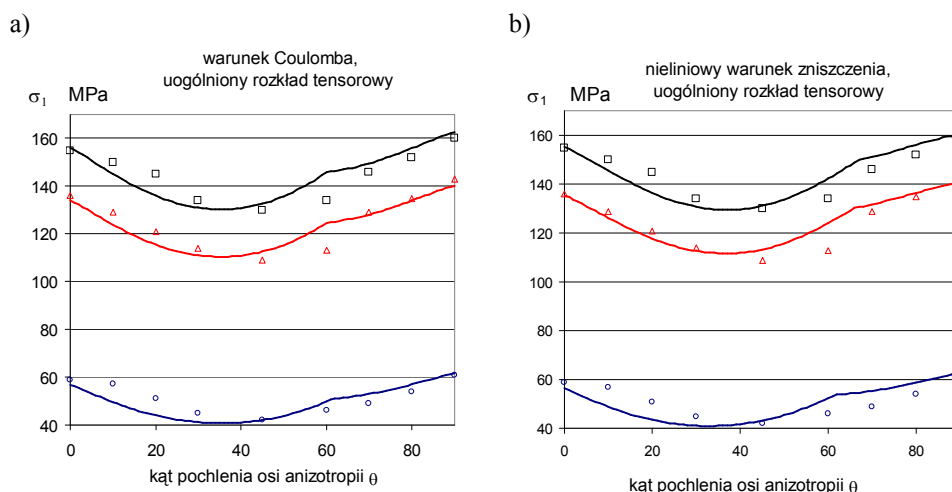 a)
warunek Coulomba,
uogólniony rozkład tensorowy
σ1 MPa
160
140
120
100
80
60
40
0 20 40 60 80
kąt pochlenia osi anizotropii θ
b)
nieliniowy warunek zniszczenia,
uogólniony rozkład tensorowy
σ1 MPa
160
140
120
100
80
60
40
0 20 40 60 80
kąt pochlenia osi anizotropii θ